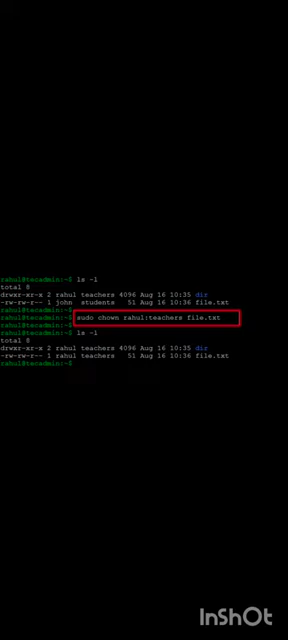 rahul@tecadmin:~$ ls -l
total 8
drwxr-xr-x 2 rahul teachers 4096 Aug 16 10:35 dir
-rw-rw-r-- 1 john  students   51 Aug 16 10:36 file.txt
rahul@tecadmin:~$
rahul@tecadmin:~$ sudo chown rahul:teachers file.txt
rahul@tecadmin:~$
rahul@tecadmin:~$ ls -l
total 8
drwxr-xr-x 2 rahul teachers 4096 Aug 16 10:35 dir
-rw-rw-r-- 1 rahul teachers   51 Aug 16 10:36 file.txt
rahul@tecadmin:~$
InShOt